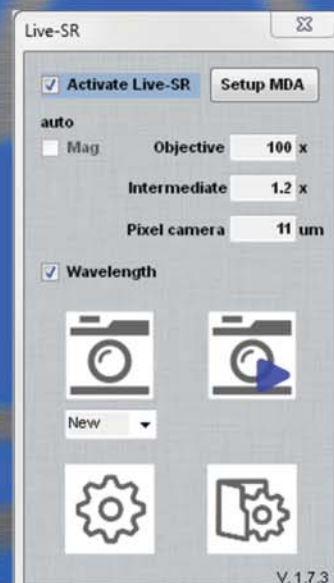 Live-SR
Activate Live-SR Setup MDA
auto
Mag Objective 100 x
Intermediate 1.2 x
Pixel camera 11 um
Wavelength
New
V. 1.7.3